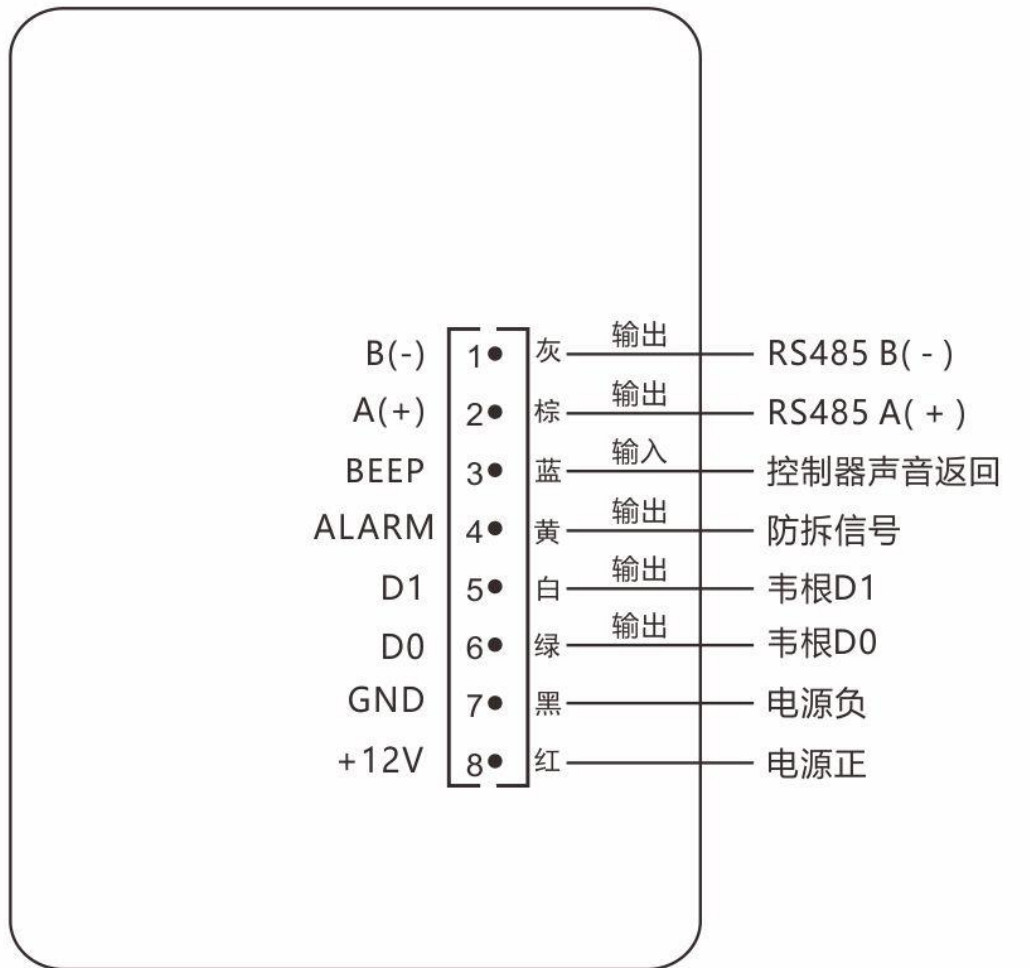 B(-) 1 灰 输出 RS485 B( - )
A(+) 2 棕 输出 RS485 A( + )
BEEP 3 蓝 输入 控制器声音返回
ALARM 4 黄 输出 防拆信号
D1 5 白 输出 韦根D1
D0 6 绿 输出 韦根D0
GND 7 黑 电源负
+12V 8 红 电源正